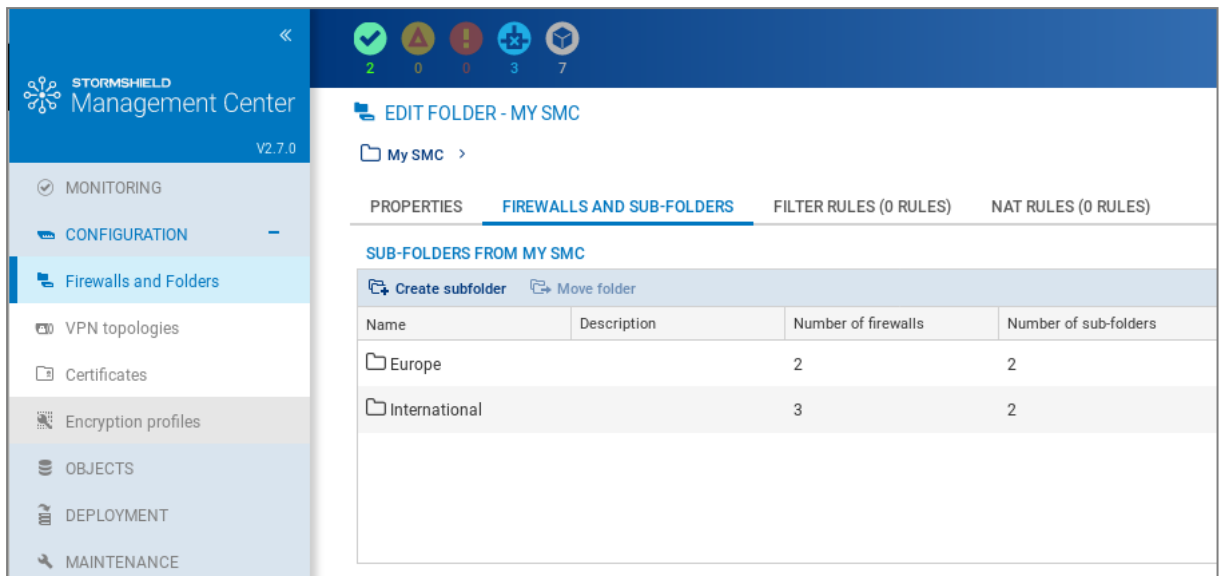 «
STORMSHIELD
Management Center
V2.7.0
MONITORING
CONFIGURATION –
Firewalls and Folders
VPN topologies
Certificates
Encryption profiles
OBJECTS
DEPLOYMENT
MAINTENANCE
2 0 0 3 7
EDIT FOLDER - MY SMC
My SMC >
PROPERTIES FIREWALLS AND SUB-FOLDERS FILTER RULES (0 RULES) NAT RULES (0 RULES)
SUB-FOLDERS FROM MY SMC
Create subfolder Move folder
Name Description Number of firewalls Number of sub-folders
Europe 2 2
International 3 2